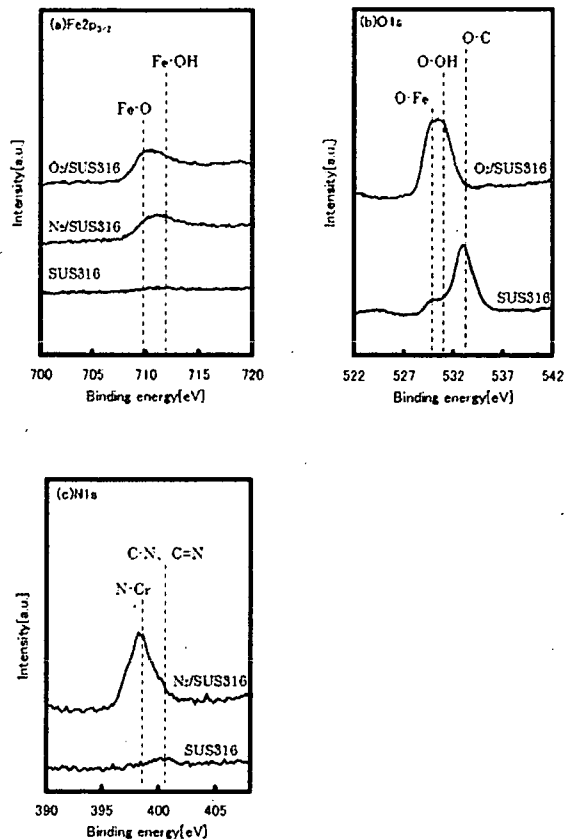 (a)Fe2p3/2
Fe·OH
Fe·O
O2/SUS316
N2/SUS316
SUS316
Intensity[a.u.]
700 705 710 715 720
Binding energy[eV]
(b)O1s
O·C
O·OH
O·Fe
O2/SUS316
SUS316
Intensity[a.u.]
522 527 532 537 542
Binding energy[eV]
(c)N1s
C·N、C=N
N·Cr
N2/SUS316
SUS316
Intensity[a.u.]
390 395 400 405
Binding energy[eV]